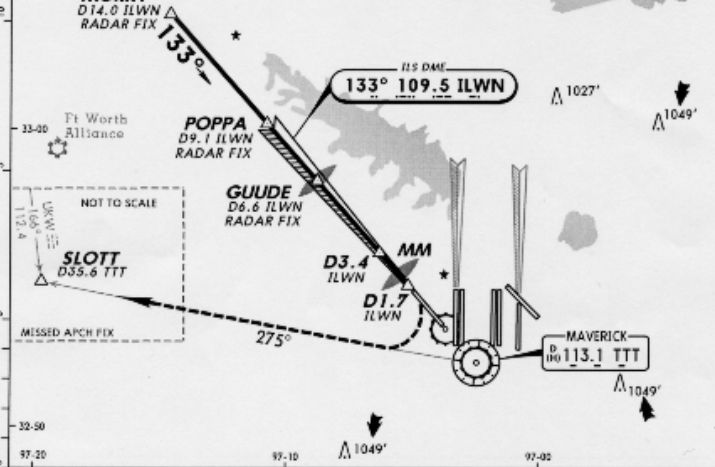 D14.0 ILWN
RADAR FIX
133°
ILS DME
133° 109.5 ILWN
1027'
1049'
POPPA
D9.1 ILWN
RADAR FIX
Ft Worth
Alliance
33-00
GUUDE
D6.6 ILWN
RADAR FIX
NOT TO SCALE
UKW
166°
112.4
SLOTT
D35.6 TTT
MM
D3.4
ILWN
D1.7
ILWN
MISSED APCH FIX
275°
MAVERICK
D
(H) 113.1 TTT
1049'
32-50
1049'
97-20
97-10
97-00